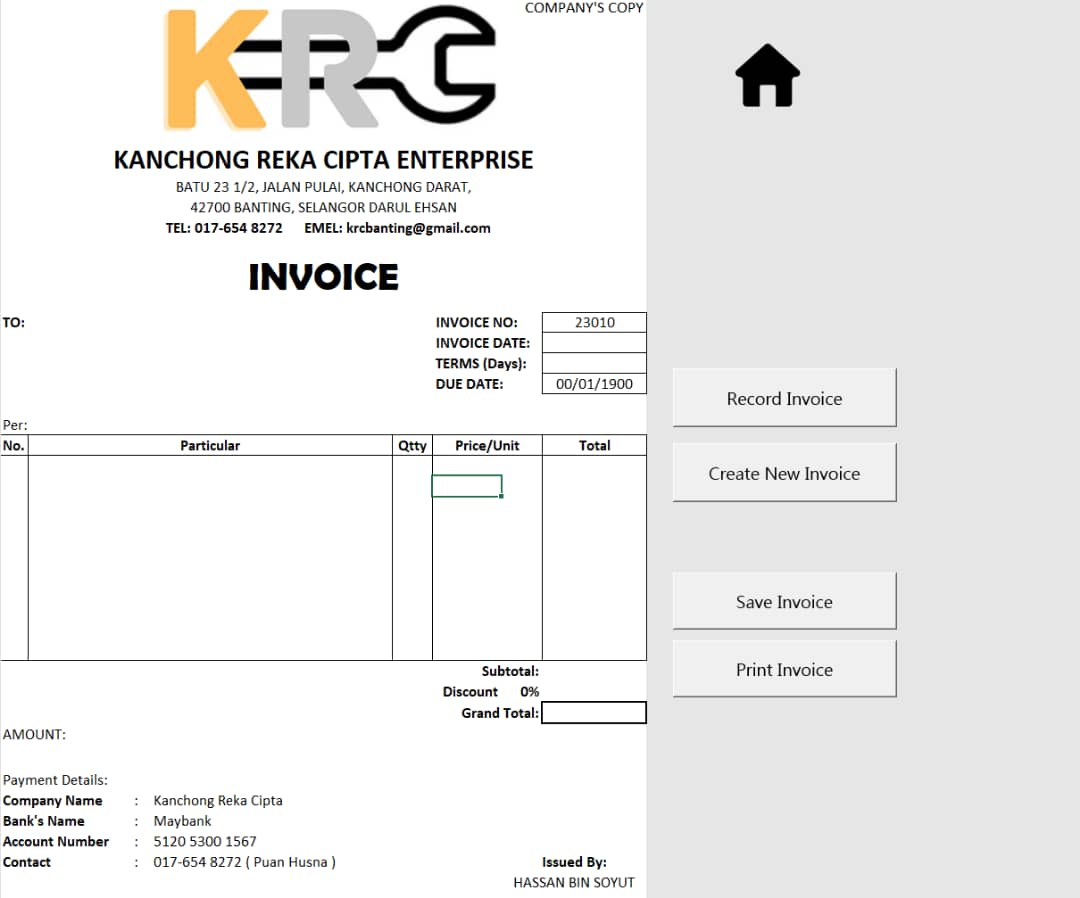 COMPANY'S COPY
KRC
KANCHONG REKA CIPTA ENTERPRISE
BATU 23 1/2, JALAN PULAI, KANCHONG DARAT,
42700 BANTING, SELANGOR DARUL EHSAN
TEL: 017-654 8272 EMEL: krcbanting@gmail.com
INVOICE
TO:
INVOICE NO: 23010
INVOICE DATE:
TERMS (Days):
DUE DATE: 00/01/1900
Per:
No. Particular Qtty Price/Unit Total
Subtotal:
Discount 0%
Grand Total:
AMOUNT:
Payment Details:
Company Name : Kanchong Reka Cipta
Bank's Name : Maybank
Account Number : 5120 5300 1567
Contact : 017-654 8272 ( Puan Husna )
Issued By:
HASSAN BIN SOYUT
Record Invoice
Create New Invoice
Save Invoice
Print Invoice